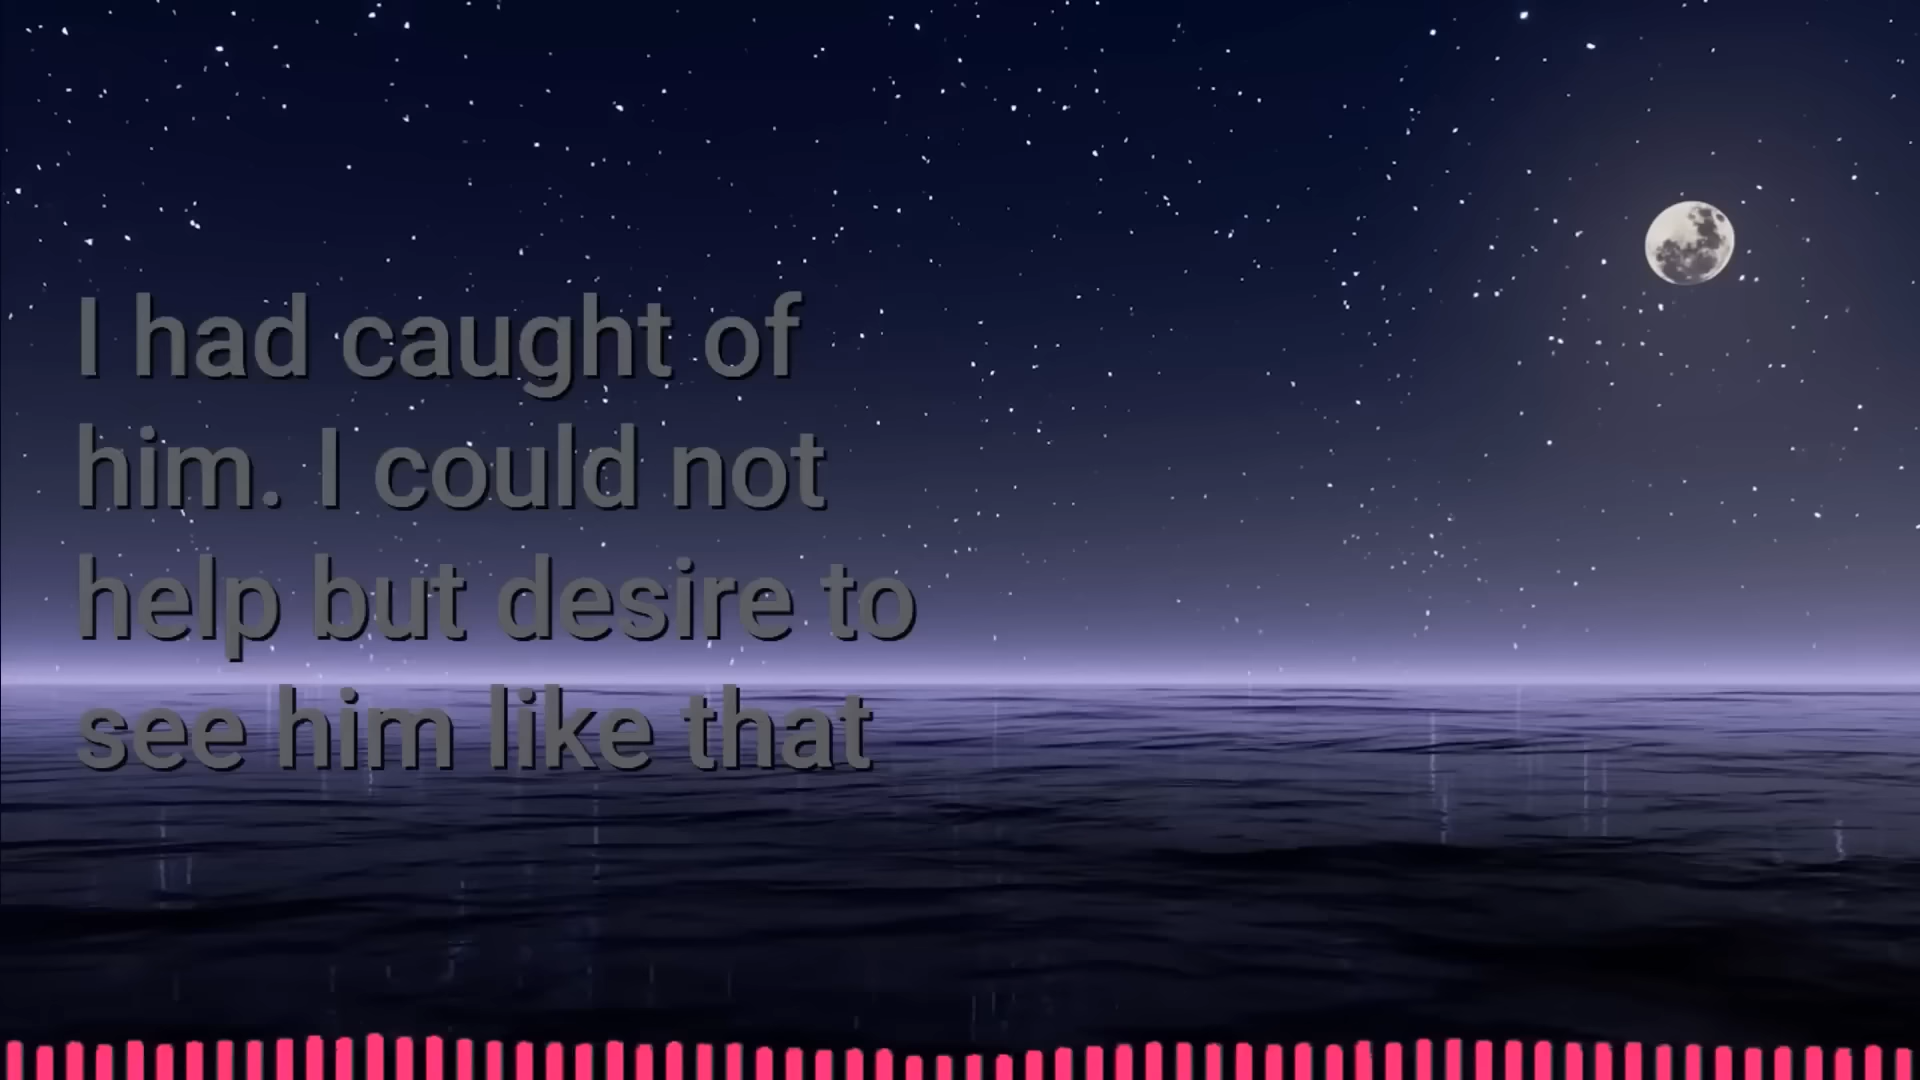 I had caught of
him. I could not
help but desire to
see him like that